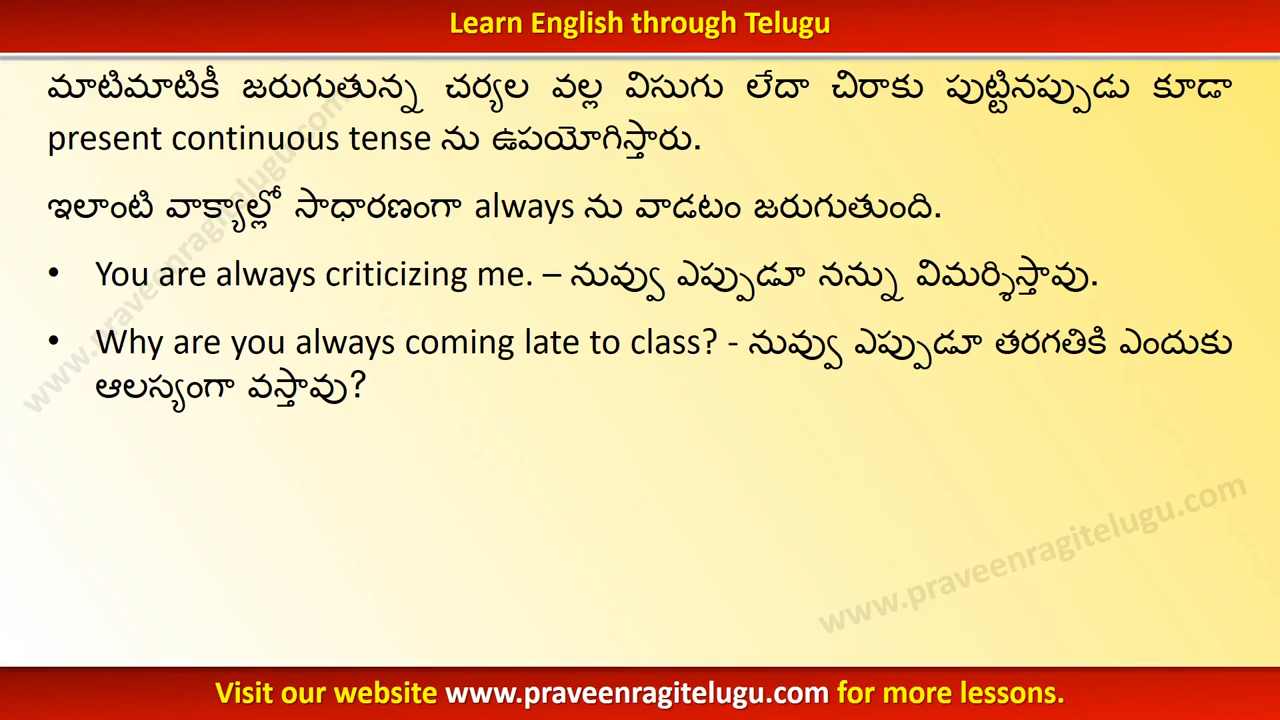 Learn English through Telugu
మాటిమాటికీ జరుగుతున్న చర్యల వల్ల విసుగు లేదా చిరాకు పుట్టినప్పుడు కూడా
present continuous tense ను ఉపయోగిస్తారు.
ఇలాంటి వాక్యాల్లో సాధారణంగా always ను వాడటం జరుగుతుంది.
• You are always criticizing me. – నువ్వు ఎప్పుడూ నన్ను విమర్శిస్తావు.
• Why are you always coming late to class? - నువ్వు ఎప్పుడూ తరగతికి ఎందుకు
ఆలస్యంగా వస్తావు?
www.praveenragitelugu.com
www.praveenragitelugu.com
Visit our website www.praveenragitelugu.com for more lessons.